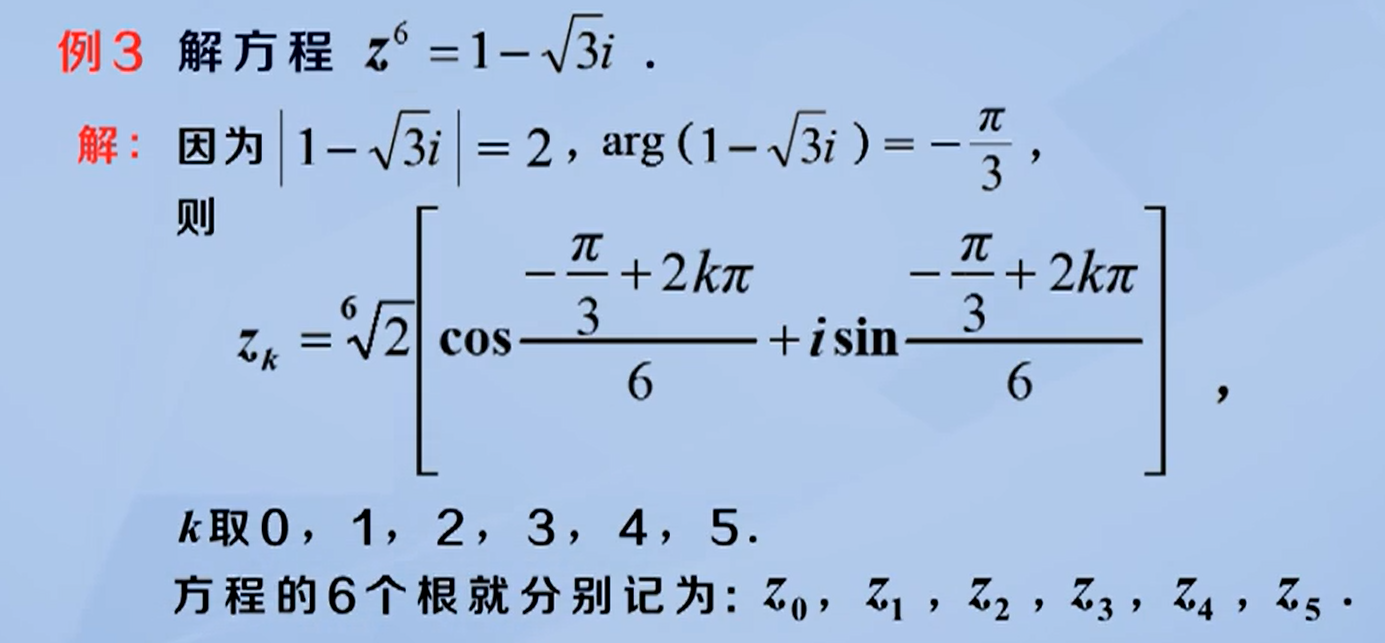 例3 解方程 $z^6 = 1-\sqrt{3}i$ .
解：因为 $\left|1-\sqrt{3}i\right| = 2$，$\arg(1-\sqrt{3}i) = -\frac{\pi}{3}$，
则
$z_k = \sqrt[6]{2}\left[\cos\frac{-\frac{\pi}{3}+2k\pi}{6}+i\sin\frac{-\frac{\pi}{3}+2k\pi}{6}\right]$，
k取0，1，2，3，4，5.
方程的6个根就分别记为：$z_0$，$z_1$，$z_2$，$z_3$，$z_4$，$z_5$．